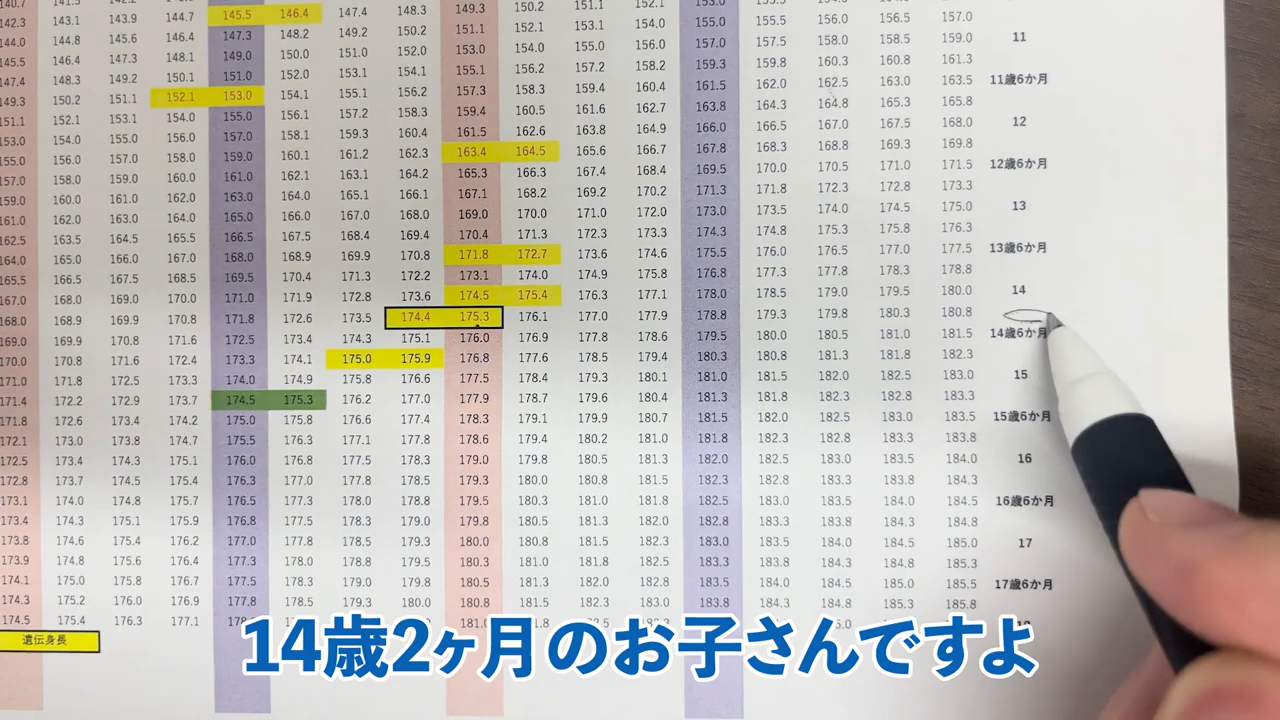 145.5 146.4 147.4 148.3 149.3 150.2 151.1 152.1 153.0
143.1 143.9 144.7 147.3 148.2 149.2 150.2 151.1 152.1 153.1 154.0 155.0 155.5 156.0 156.5 157.0
144.0 144.8 145.6 146.4 149.0 150.0 151.0 152.0 153.0 154.0 155.0 156.0 157.0 157.5 158.0 158.5 159.0 11
145.5 146.4 147.3 148.1 151.0 152.0 153.1 154.1 155.1 156.2 157.2 158.2 159.3 159.8 160.3 160.8 161.3
147.4 148.3 149.2 150.1 152.1 153.0 154.1 155.1 156.2 157.3 158.3 159.4 160.4 161.5 162.0 162.5 163.0 163.5 11歳6か月
149.3 150.2 151.1 155.0 156.1 157.2 158.3 159.4 160.5 161.6 162.7 163.8 164.3 164.8 165.3 165.8
151.1 152.1 153.1 154.0 157.0 158.1 159.3 160.4 161.5 162.6 163.8 164.9 166.0 166.5 167.0 167.5 168.0 12
153.0 154.0 155.0 156.0 159.0 160.1 161.2 162.3 163.4 164.5 165.6 166.7 167.8 168.3 168.8 169.3 169.8
155.0 156.0 157.0 158.0 161.0 162.1 163.1 164.2 165.3 166.3 167.4 168.4 169.5 170.0 170.5 171.0 171.5 12歳6か月
157.0 158.0 159.0 160.0 163.0 164.0 165.1 166.1 167.1 168.2 169.2 170.2 171.3 171.8 172.3 172.8 173.3
159.0 160.0 161.0 162.0 165.0 166.0 167.0 168.0 169.0 170.0 171.0 172.0 173.0 173.5 174.0 174.5 175.0 13
161.0 162.0 163.0 164.0 166.5 167.5 168.4 169.4 170.4 171.3 172.3 173.3 174.3 174.8 175.3 175.8 176.3
162.5 163.5 164.5 165.5 168.0 168.9 169.9 170.8 171.8 172.7 173.6 174.6 175.5 176.0 176.5 177.0 177.5 13歳6か月
164.0 165.0 166.0 167.0 169.5 170.4 171.3 172.2 173.1 174.0 174.9 175.8 176.8 177.3 177.8 178.3 178.8
165.5 166.5 167.5 168.5 171.0 171.9 172.8 173.6 174.5 175.4 176.3 177.1 178.0 178.5 179.0 179.5 180.0 14
167.0 168.0 169.0 170.0 171.8 172.6 173.5 174.4 175.3 176.1 177.0 177.9 178.8 179.3 179.8 180.3 180.8
168.0 168.9 169.9 170.8 172.5 173.4 174.3 175.1 176.0 176.9 177.8 178.6 179.5 180.0 180.5 181.0 181.5 14歳6か月
169.0 169.9 170.8 171.6 173.3 174.1 175.0 175.9 176.8 177.6 178.5 179.4 180.3 180.8 181.3 181.8 182.3
170.0 170.8 171.6 172.4 174.0 174.9 175.8 176.6 177.5 178.4 179.3 180.1 181.0 181.5 182.0 182.5 183.0 15
171.0 171.8 172.5 173.3 174.5 175.3 176.2 177.0 177.9 178.7 179.6 180.4 181.3 181.8 182.3 182.8 183.3
171.4 172.2 172.9 173.7 175.0 175.8 176.6 177.4 178.3 179.1 179.9 180.7 181.5 182.0 182.5 183.0 183.5 15歳6か月
171.8 172.6 173.4 174.2 175.5 176.3 177.1 177.8 178.6 179.4 180.2 181.0 181.8 182.3 182.8 183.3 183.8
172.1 173.0 173.8 174.7 176.0 176.8 177.5 178.3 179.0 179.8 180.5 181.3 182.0 182.5 183.0 183.5 184.0 16
172.5 173.4 174.3 175.1 176.3 177.0 177.8 178.5 179.3 180.0 180.8 181.5 182.3 182.8 183.3 183.8 184.3
172.8 173.7 174.5 175.4 176.5 177.3 178.0 178.8 179.5 180.3 181.0 181.8 182.5 183.0 183.5 184.0 184.5 16歳6か月
173.1 174.0 174.8 175.7 176.8 177.5 178.3 179.0 179.8 180.5 181.3 182.0 182.8 183.3 183.8 184.3 184.8
173.4 174.3 175.1 175.9 177.0 177.8 178.5 179.3 180.0 180.8 181.5 182.3 183.0 183.5 184.0 184.5 185.0 17
173.8 174.6 175.4 176.2 177.3 178.0 178.8 179.5 180.3 181.0 181.8 182.5 183.3 183.8 184.3 184.8 185.3
173.9 174.8 175.6 176.4 177.5 178.3 179.0 179.8 180.5 181.3 182.0 182.8 183.5 184.0 184.5 185.0 185.5 17歳6か月
174.1 175.0 175.8 176.7 177.8 178.5 179.3 180.0 180.8 181.5 182.3 183.0 183.8 184.3 184.8 185.3 185.8
174.3 175.2 176.0 176.9
174.5 175.4 176.3 177.1
遺伝身長
14歳2ヶ月のお子さんですよ